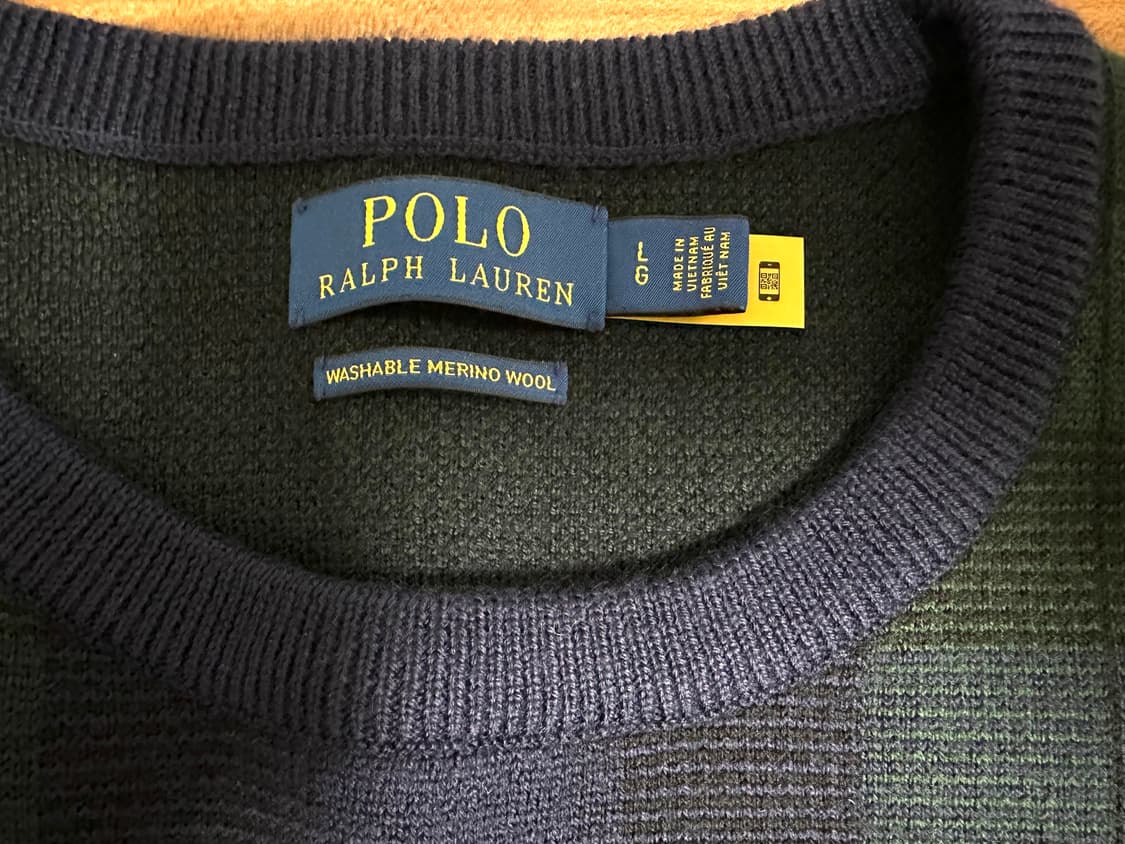 POLO
RALPH LAUREN
L
G
MADE IN
VIETNAM
FABRIQUÉ AU
VIÊT NAM
WASHABLE MERINO WOOL